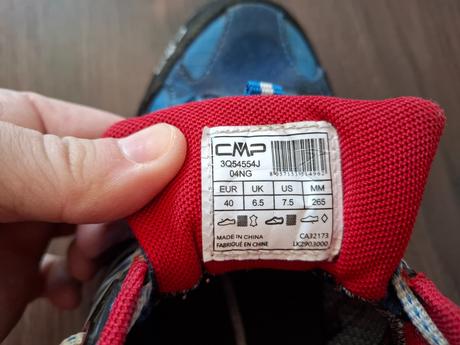 CMP
3Q54554J
04NG
EUR UK US MM
40 6.5 7.5 265
MADE IN CHINA CA32173
FABRIQUÉ EN CHINE LX2903000